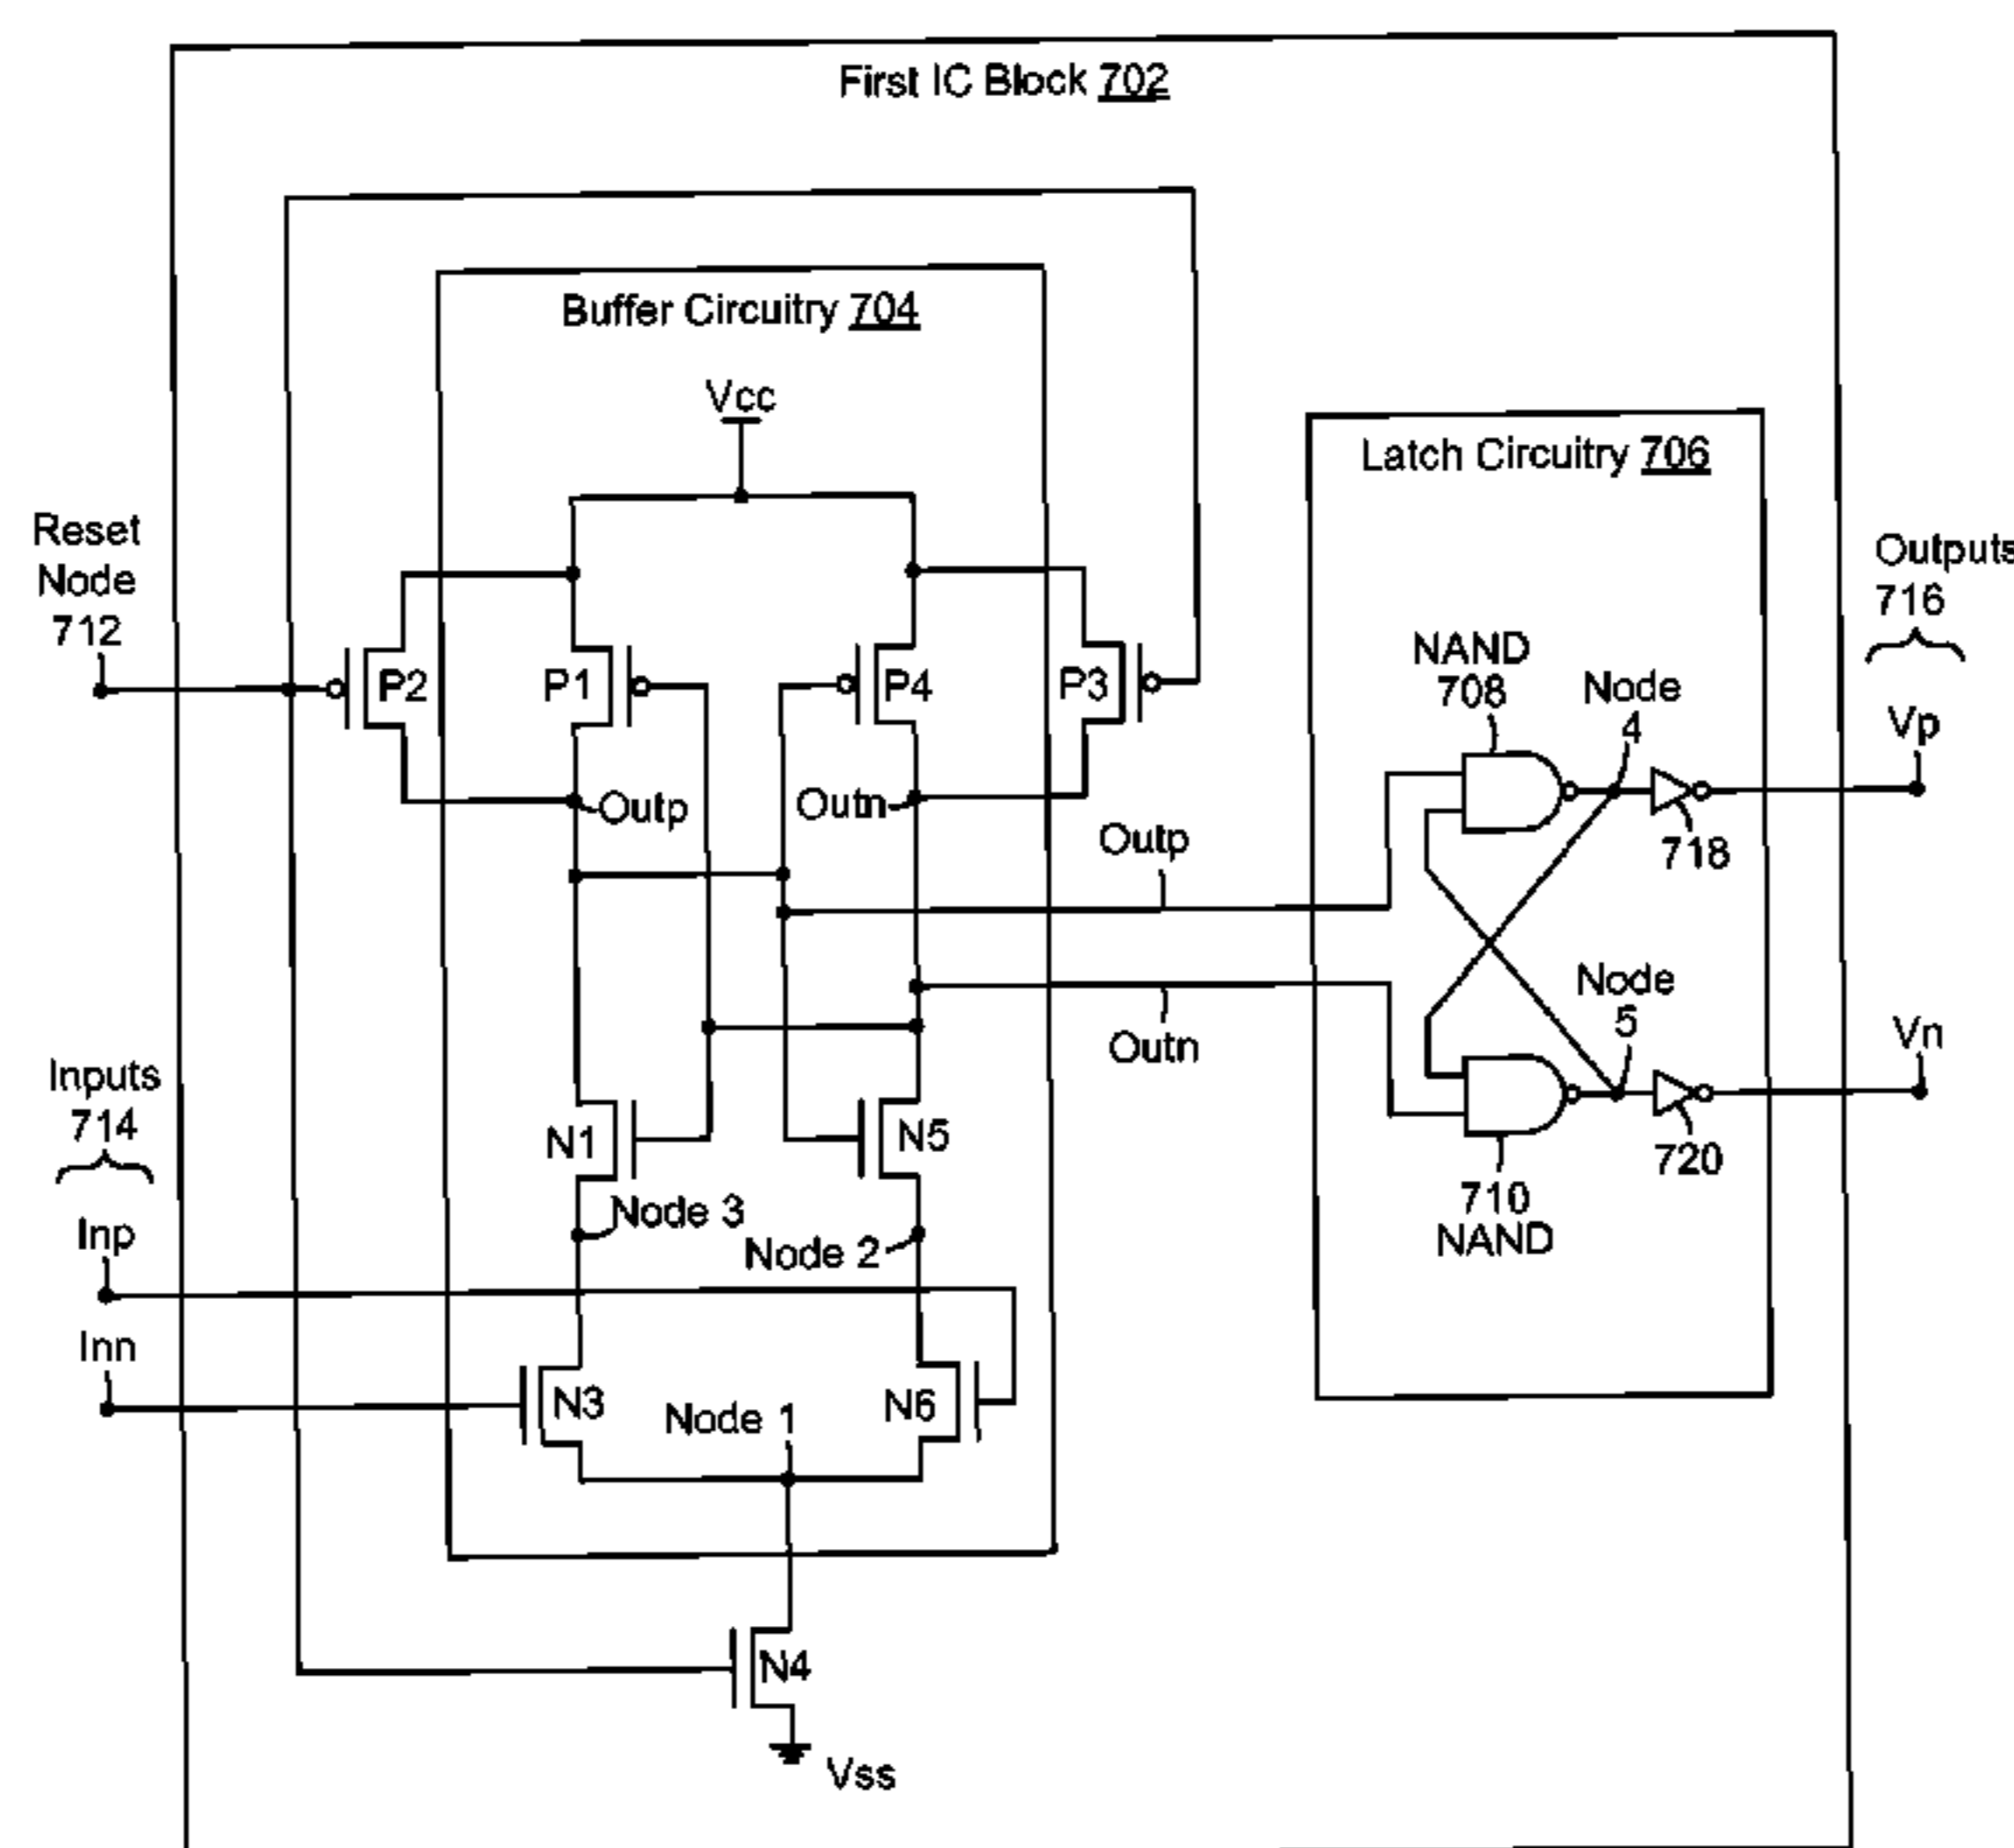 First IC Block 702
Buffer Circuitry 704
Vcc
Latch Circuitry 706
Reset
Node
712
Outputs
716
P2
P1
P4
P3
NAND
708
Node
4
Vp
Outp
Outn
Outp
718
Node
5
Outn
Vn
Inputs
714
N1
N5
720
710
NAND
Node 3
Node 2
Inp
Inn
N3
Node 1
N6
N4
Vss